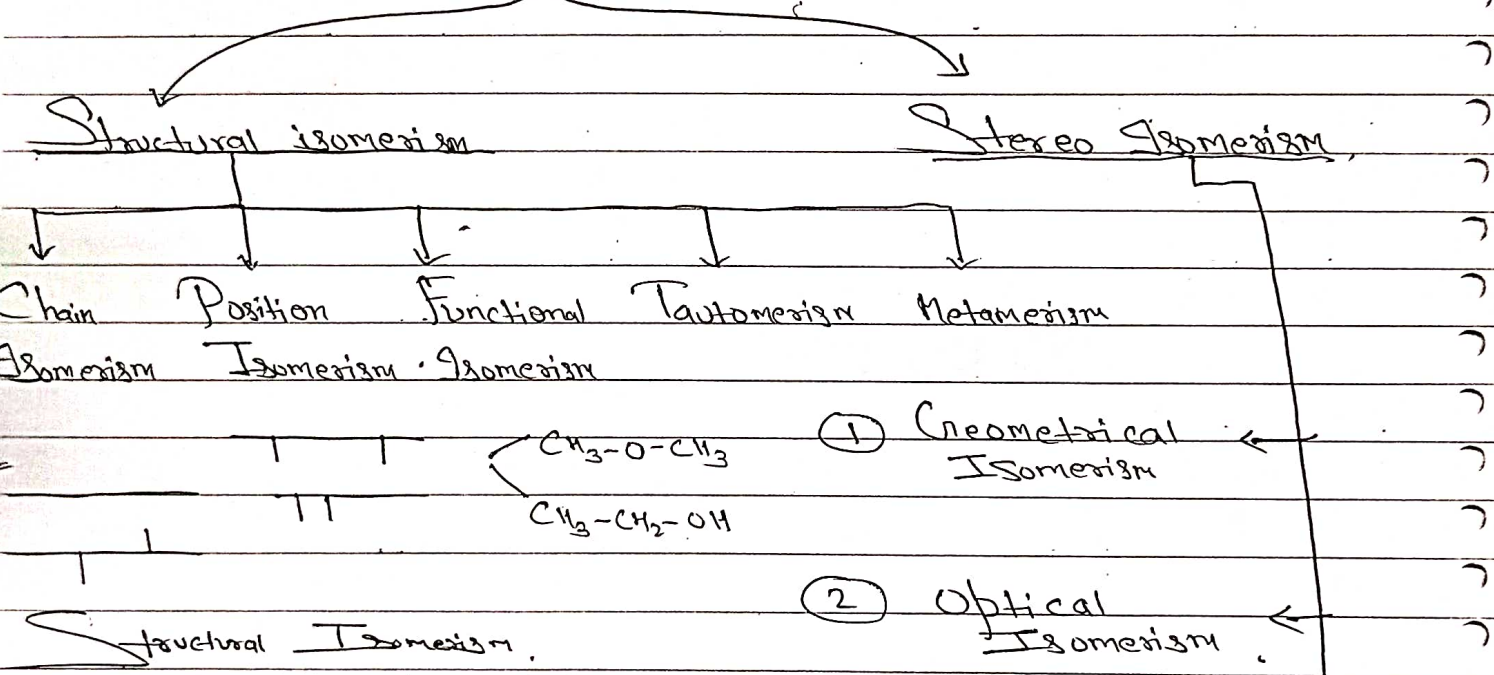 Structural isomerism Stereo Isomerism,
Chain Position Functional Tautomerism Metamerism
Isomerism Isomerism Isomerism
CH3-O-CH3 1 Geometrical
Isomerism
CH3-CH2-OH
2 Optical
Structural Isomerism. Isomerism.